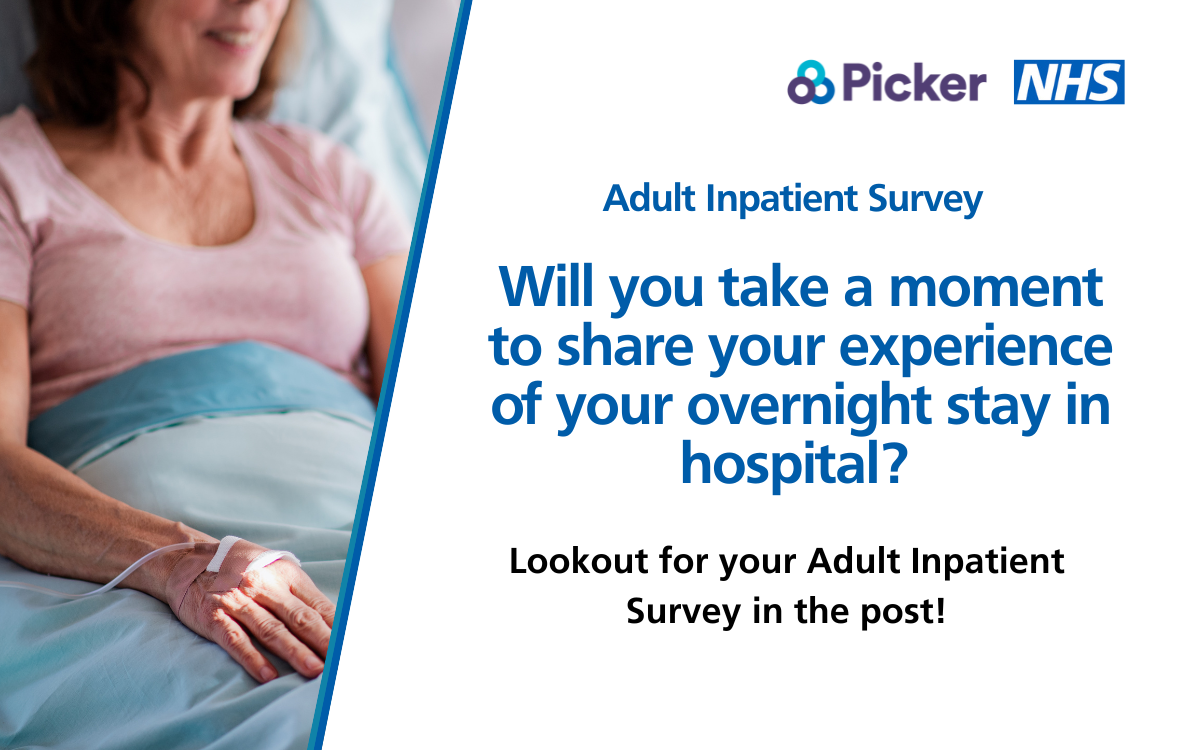 Picker NHS
Adult Inpatient Survey
Will you take a moment
to share your experience
of your overnight stay in
hospital?
Lookout for your Adult Inpatient
Survey in the post!